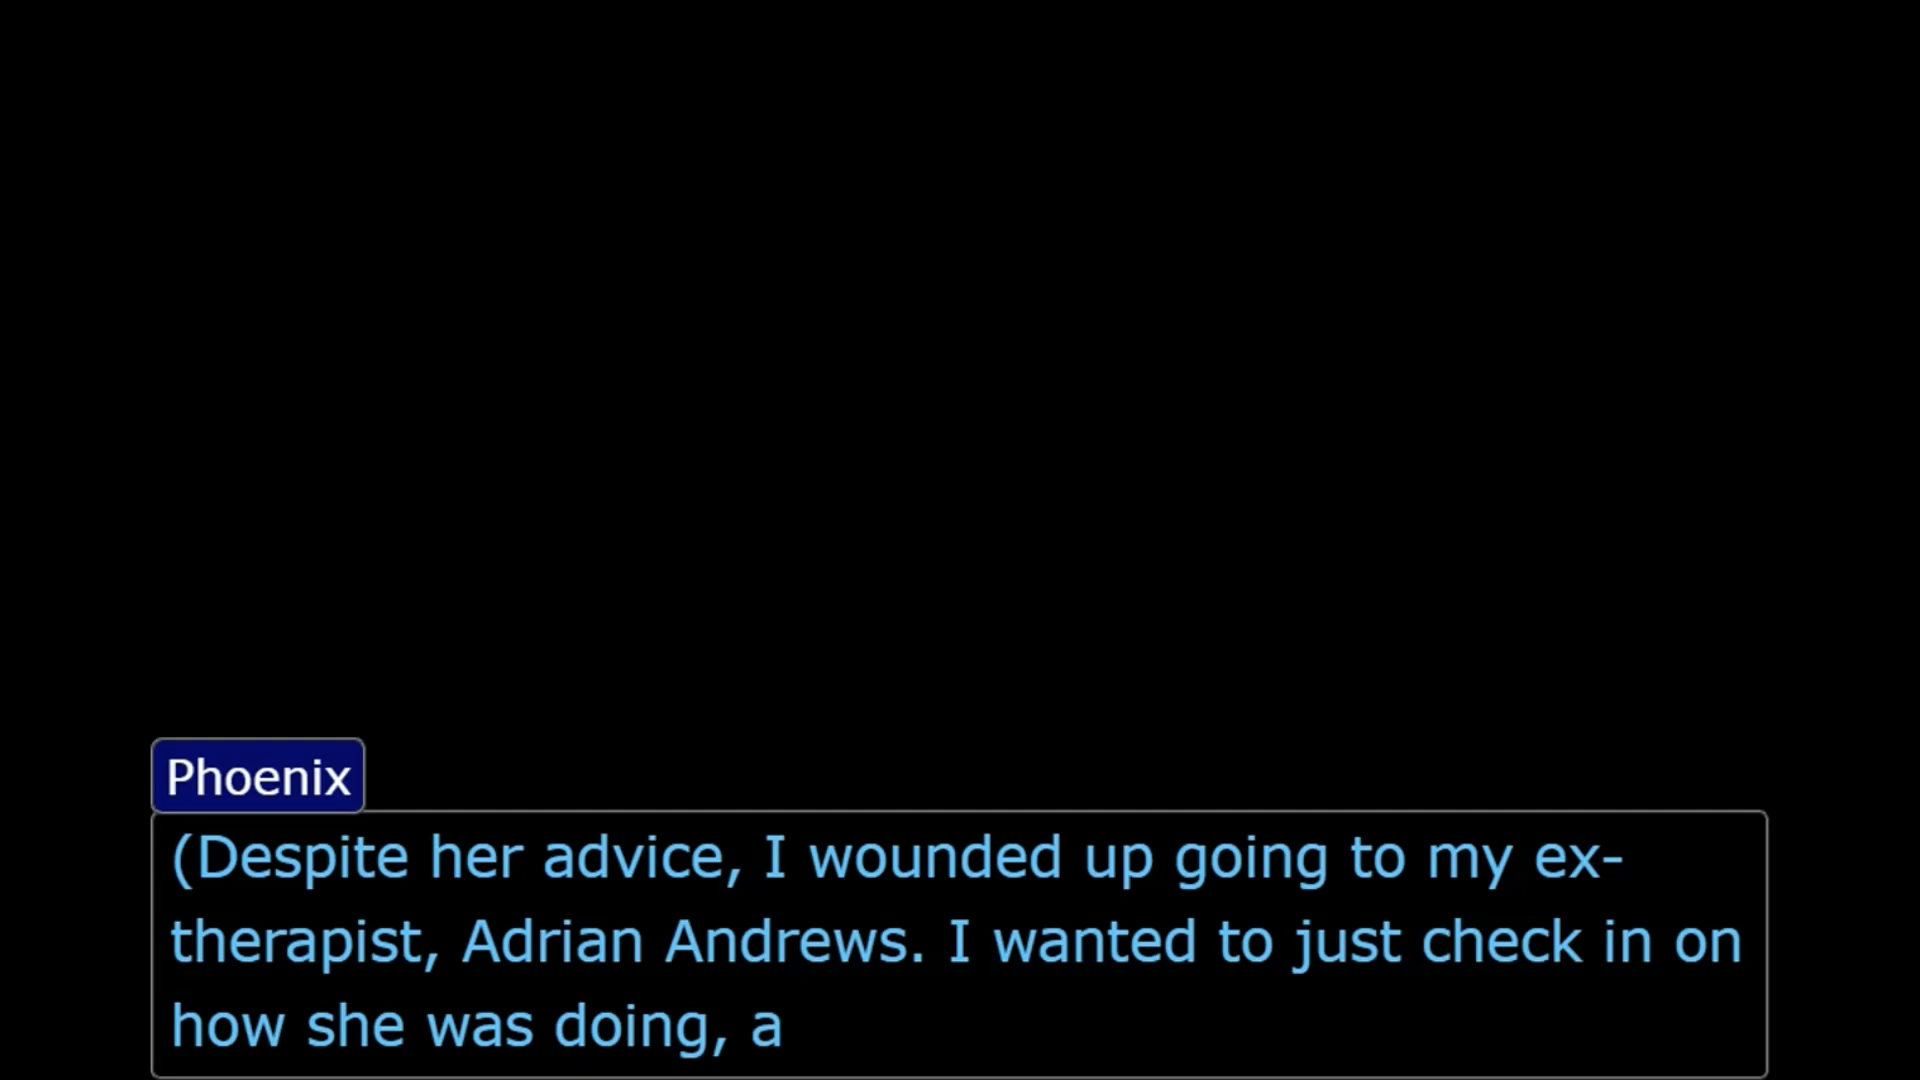 Phoenix
(Despite her advice, I wounded up going to my ex-
therapist, Adrian Andrews. I wanted to just check in on
how she was doing, a